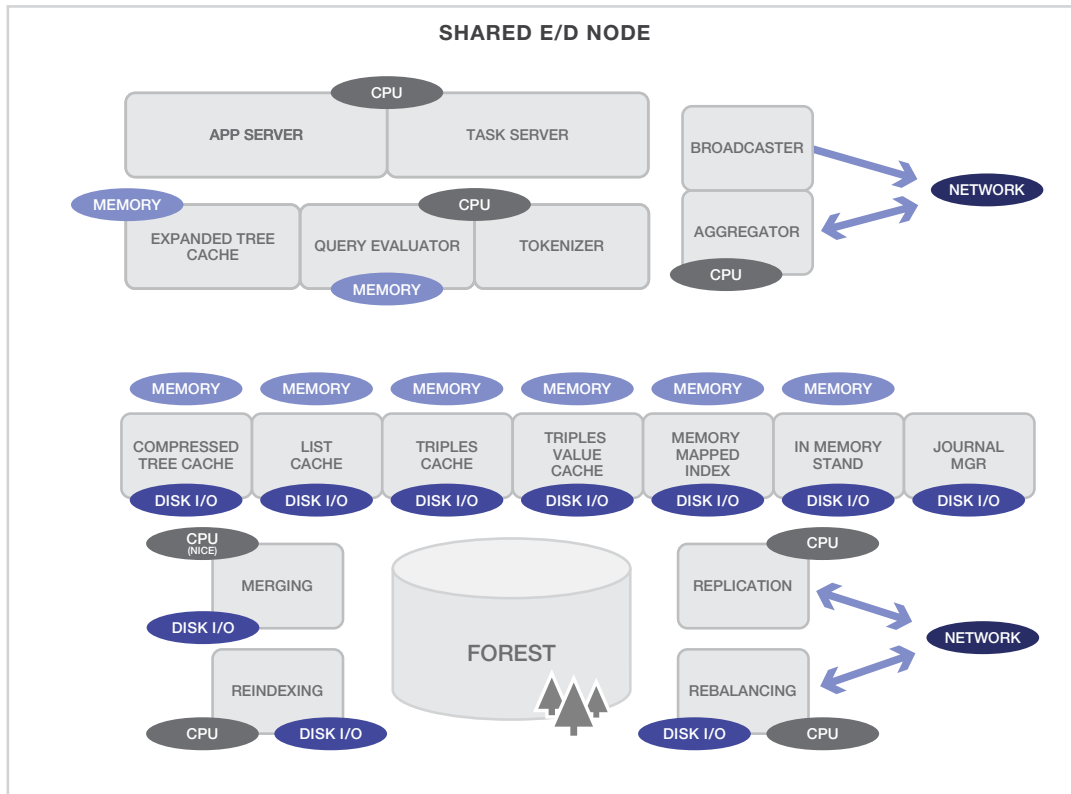 SHARED E/D NODE
CPU
APP SERVER
TASK SERVER
BROADCASTER
NETWORK
MEMORY
CPU
EXPANDED TREE
CACHE
QUERY EVALUATOR
TOKENIZER
AGGREGATOR
MEMORY
CPU
MEMORY
MEMORY
MEMORY
MEMORY
MEMORY
MEMORY
COMPRESSED
TREE CACHE
LIST
CACHE
TRIPLES
CACHE
TRIPLES
VALUE
CACHE
MEMORY
MAPPED
INDEX
IN MEMORY
STAND
JOURNAL
MGR
DISK I/O
DISK I/O
DISK I/O
DISK I/O
DISK I/O
DISK I/O
DISK I/O
CPU
(NICE)
MERGING
DISK I/O
CPU
REPLICATION
NETWORK
FOREST
REINDEXING
CPU
DISK I/O
REBALANCING
DISK I/O
CPU